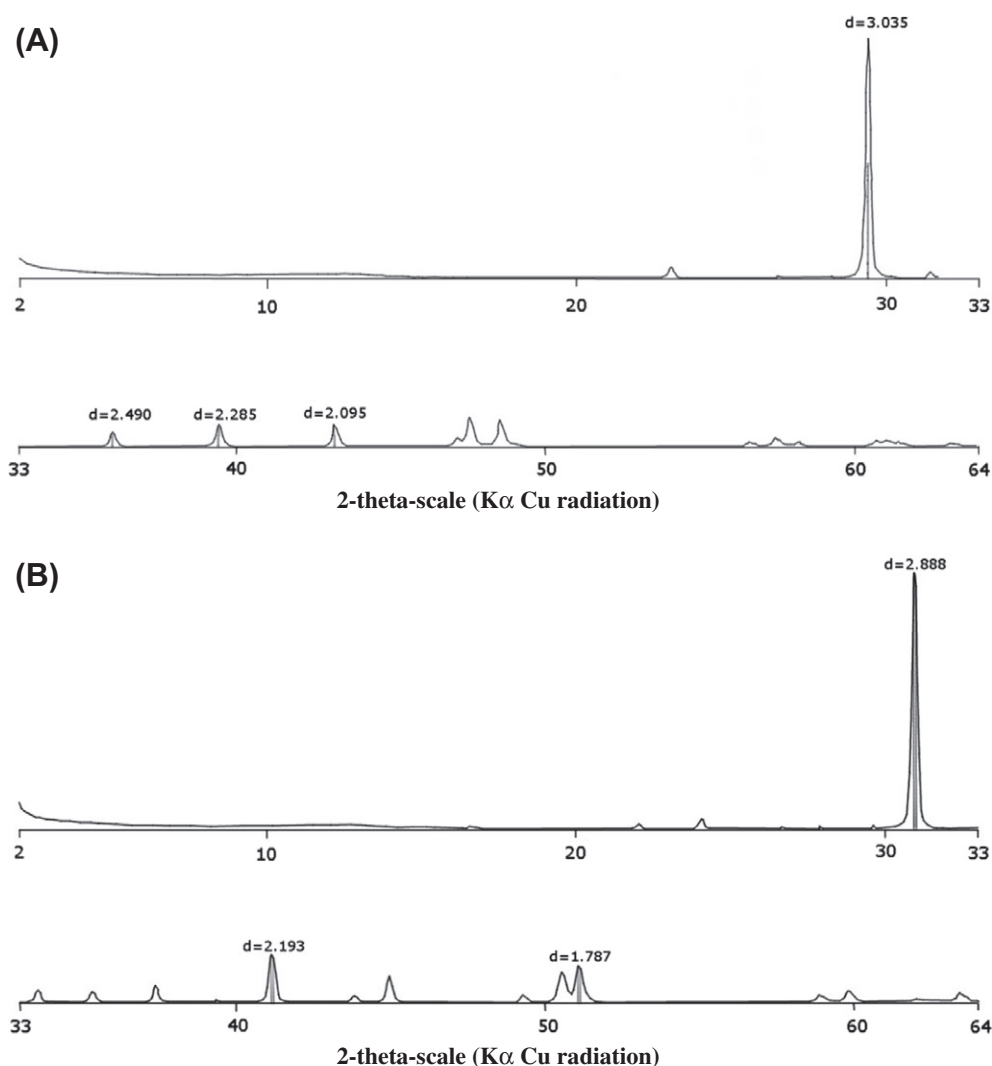 (A)
d=3.035
2 10 20 30 33
d=2.490 d=2.285 d=2.095
33 40 50 60 64
2-theta-scale (Kα Cu radiation)
(B)
d=2.888
2 10 20 30 33
d=2.193 d=1.787
33 40 50 60 64
2-theta-scale (Kα Cu radiation)